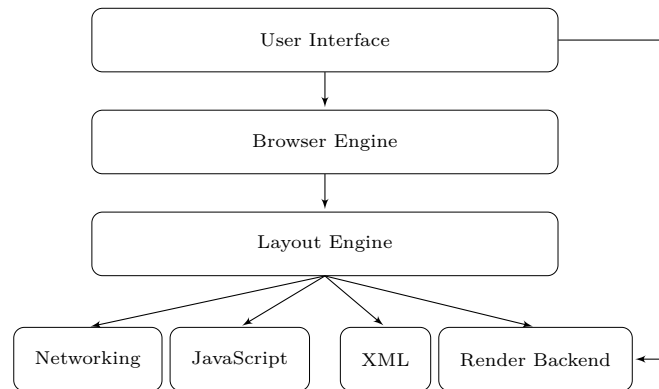 User Interface
Browser Engine
Layout Engine
Networking
JavaScript
XML
Render Backend